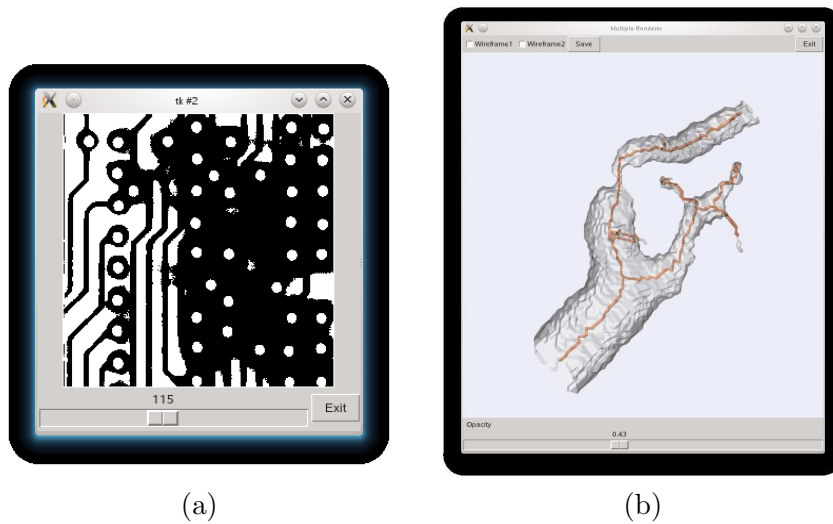 tk #2
115
Exit
(a)
Multiple Renderer
Wireframe1 Wireframe2 Save Exit
Opacity
0.43
(b)